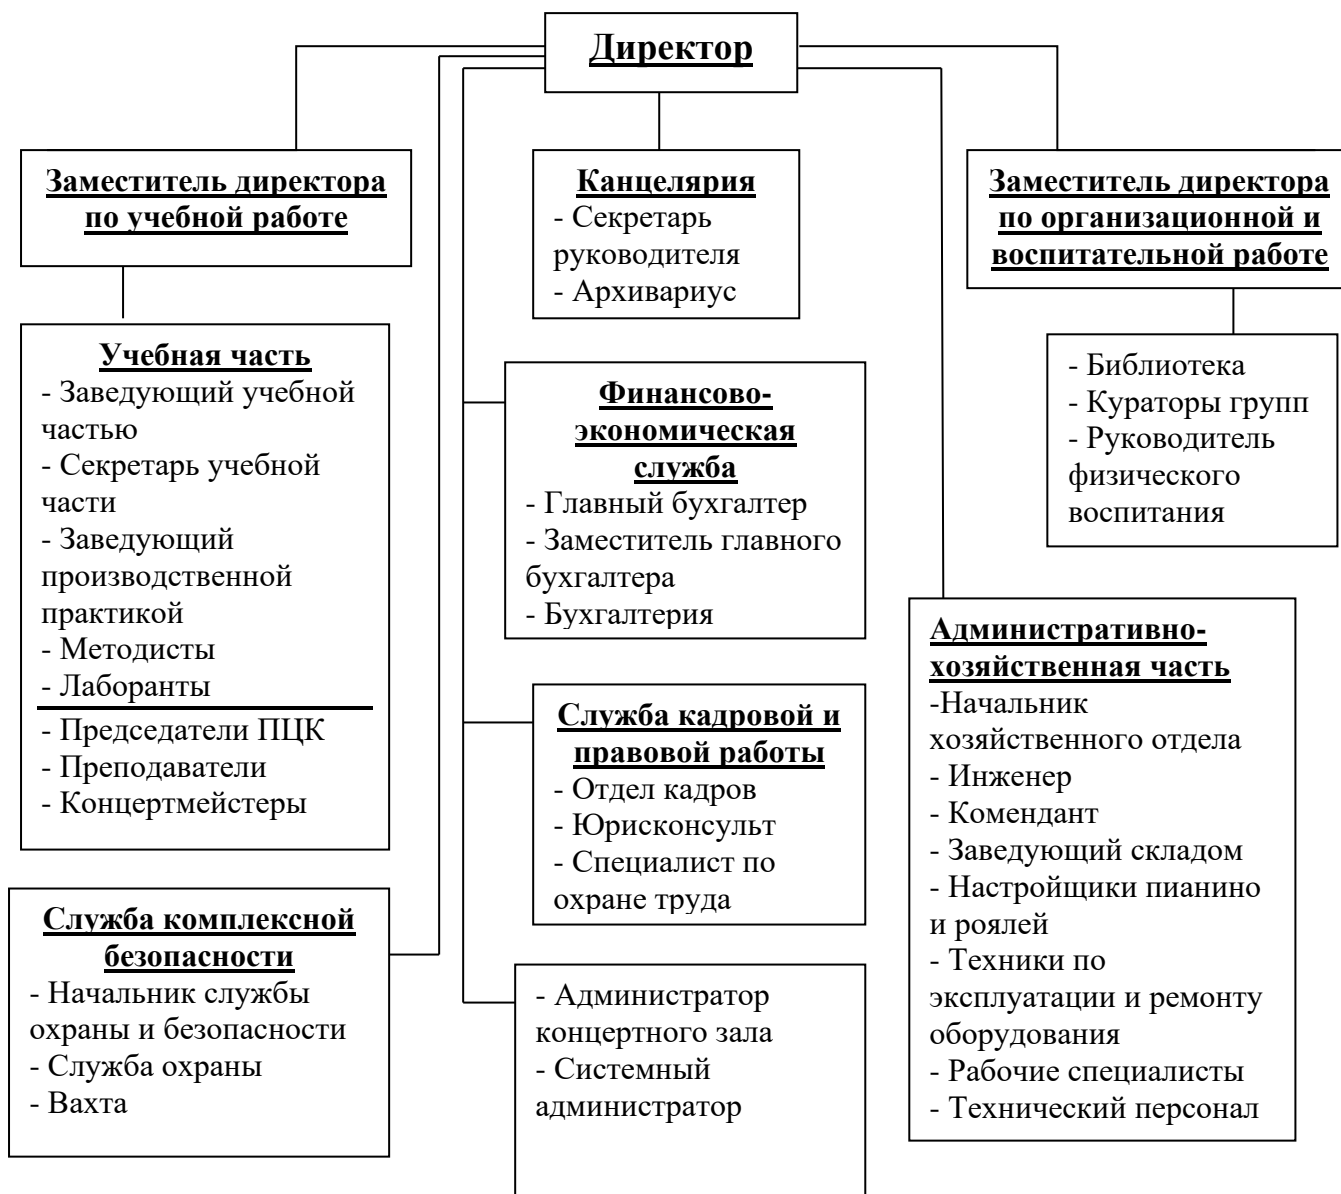 Директор
Заместитель директора
по учебной работе
Канцелярия
- Секретарь
руководителя
- Архивариус
Заместитель директора
по организационной и
воспитательной работе
Учебная часть
- Заведующий учебной
частью
- Секретарь учебной
части
- Заведующий
производственной
практикой
- Методисты
- Лаборанты
- Председатели ПЦК
- Преподаватели
- Концертмейстеры
Финансово-
экономическая
служба
- Главный бухгалтер
- Заместитель главного
бухгалтера
- Бухгалтерия
- Библиотека
- Кураторы групп
- Руководитель
физического
воспитания
Служба кадровой и
правовой работы
- Отдел кадров
- Юрисконсульт
- Специалист по
охране труда
Административно-
хозяйственная часть
-Начальник
хозяйственного отдела
- Инженер
- Комендант
- Заведующий складом
- Настройщики пианино
и роялей
- Техники по
эксплуатации и ремонту
оборудования
- Рабочие специалисты
- Технический персонал
Служба комплексной
безопасности
- Начальник службы
охраны и безопасности
- Служба охраны
- Вахта
- Администратор
концертного зала
- Системный
администратор